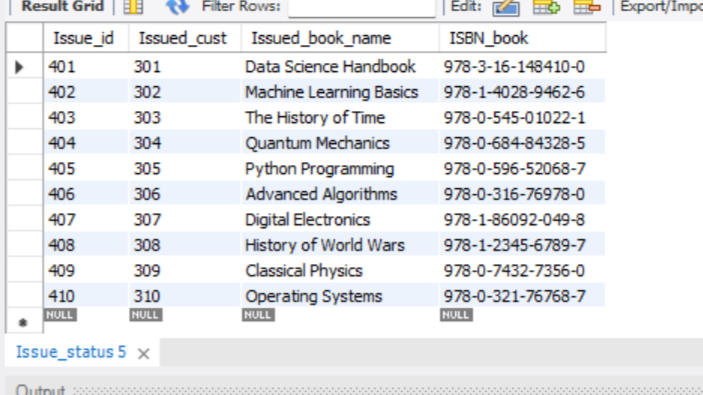 Result Grid Filter Rows: Edit: Export/Impo
Issue_id Issued_cust Issued_book_name ISBN_book
401 301 Data Science Handbook 978-3-16-148410-0
402 302 Machine Learning Basics 978-1-4028-9462-6
403 303 The History of Time 978-0-545-01022-1
404 304 Quantum Mechanics 978-0-684-84328-5
405 305 Python Programming 978-0-596-52068-7
406 306 Advanced Algorithms 978-0-316-76978-0
407 307 Digital Electronics 978-1-86092-049-8
408 308 History of World Wars 978-1-2345-6789-7
409 309 Classical Physics 978-0-7432-7356-0
410 310 Operating Systems 978-0-321-76768-7
NULL NULL NULL NULL
Issue_status 5
Output